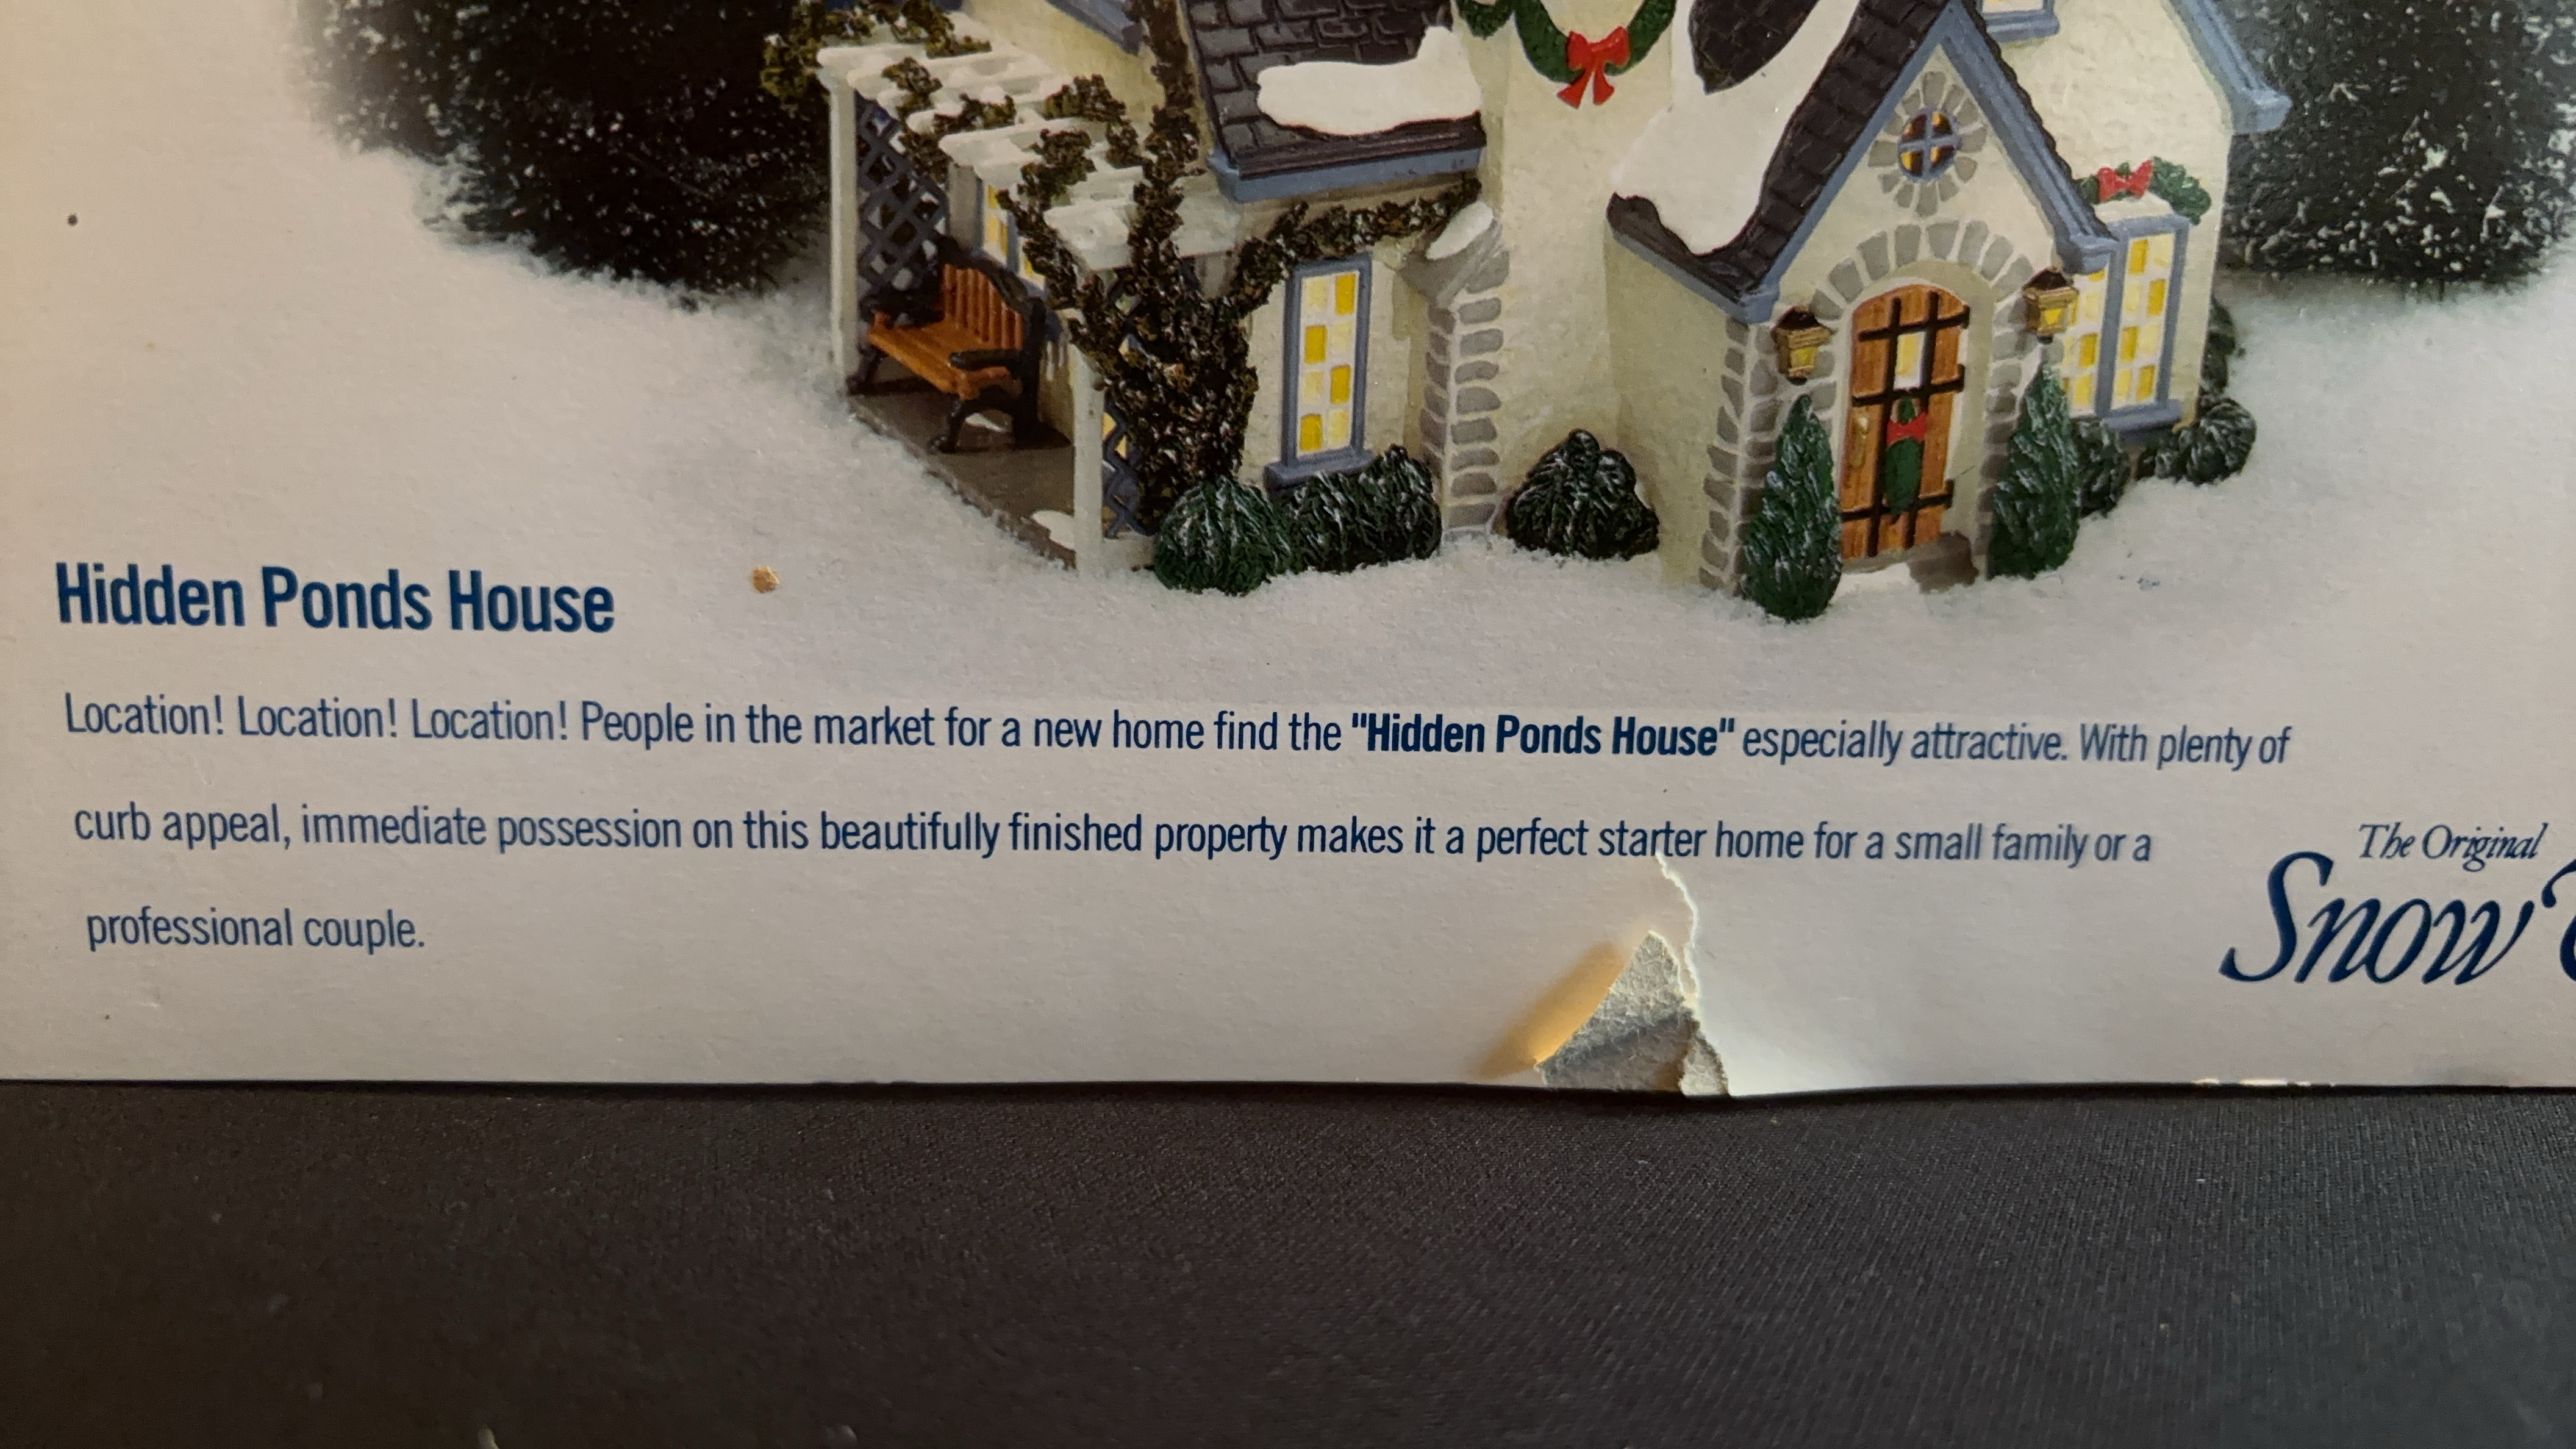 Hidden Ponds House
Location! Location! Location! People in the market for a new home find the "Hidden Ponds House" especially attractive. With plenty of
curb appeal, immediate possession on this beautifully finished property makes it a perfect starter home for a small family or a
professional couple.
The Original
Snow